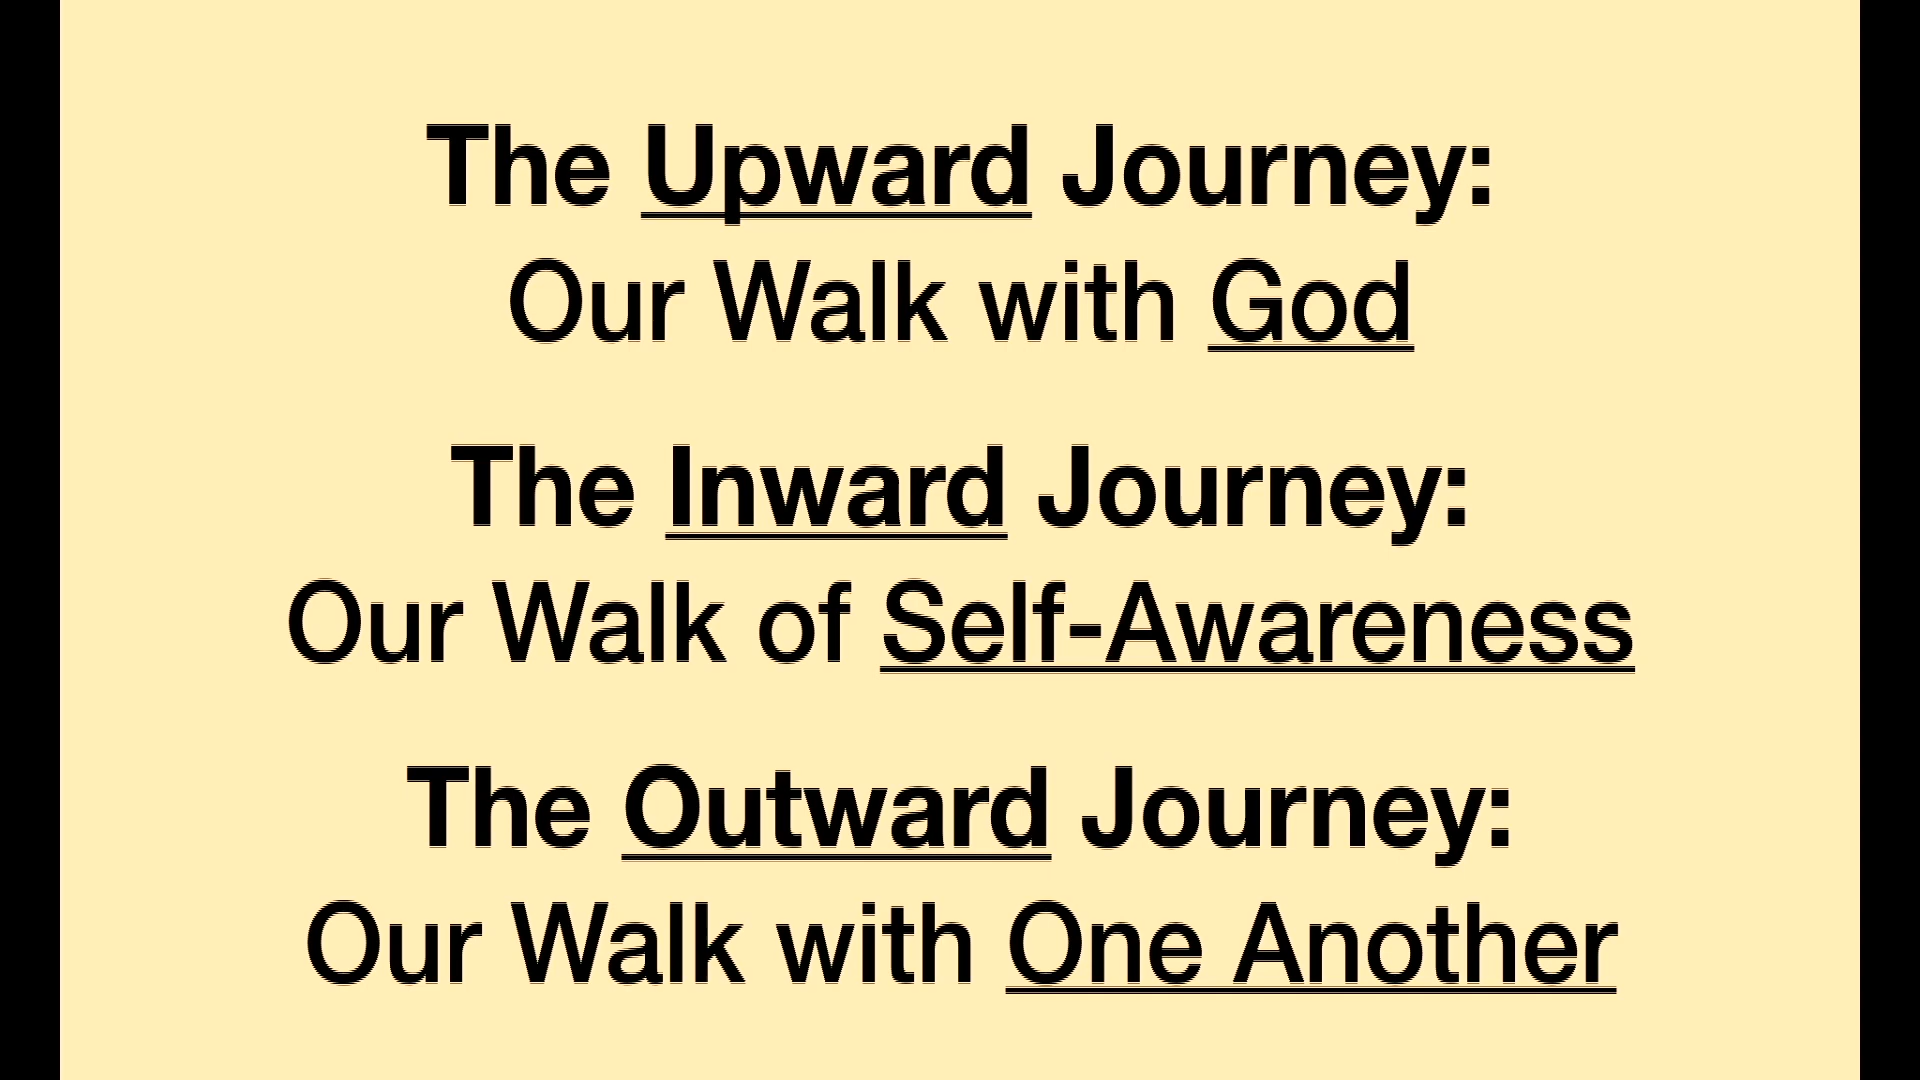 The Upward Journey:
Our Walk with God
The Inward Journey:
Our Walk of Self-Awareness
The Outward Journey:
Our Walk with One Another